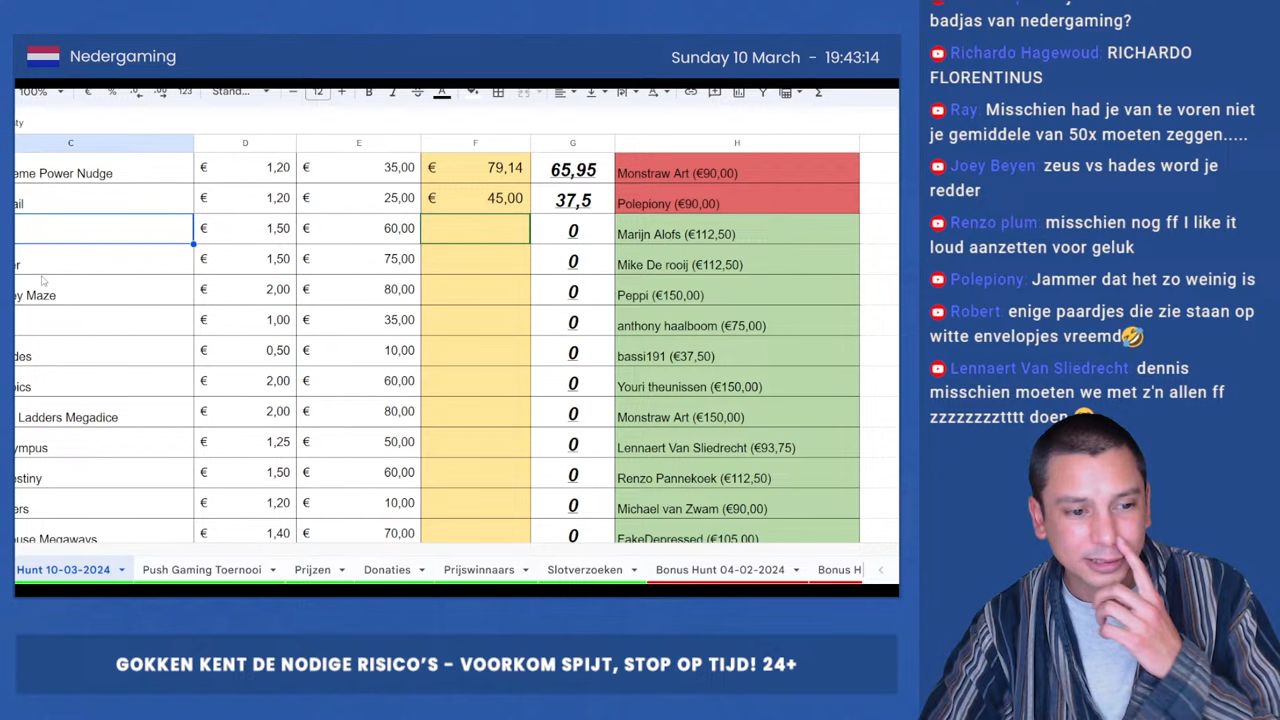 Nedergaming
Sunday 10 March - 19:43:14
100% € % .0 .00 123 Stand... 12 B I A
C D E F G H
eme Power Nudge € 1,20 € 35,00 € 79,14 65,95 Monstraw Art (€90,00)
ail € 1,20 € 25,00 € 45,00 37,5 Polepiony (€90,00)
€ 1,50 € 60,00 0 Marijn Alofs (€112,50)
er € 1,50 € 75,00 0 Mike De rooij (€112,50)
ey Maze € 2,00 € 80,00 0 Peppi (€150,00)
€ 1,00 € 35,00 0 anthony haalboom (€75,00)
des € 0,50 € 10,00 0 bassi191 (€37,50)
pics € 2,00 € 60,00 0 Youri theunissen (€150,00)
Ladders Megadice € 2,00 € 80,00 0 Monstraw Art (€150,00)
ympus € 1,25 € 50,00 0 Lennaert Van Sliedrecht (€93,75)
estiny € 1,50 € 60,00 0 Renzo Pannekoek (€112,50)
ers € 1,20 € 10,00 0 Michael van Zwam (€90,00)
ouse Megaways € 1,40 € 70,00 0 FakeDepressed (€105,00)
Hunt 10-03-2024 Push Gaming Toernooi Prijzen Donaties Prijswinnaars Slotverzoeken Bonus Hunt 04-02-2024 Bonus H
GOKKEN KENT DE NODIGE RISICO'S - VOORKOM SPIJT, STOP OP TIJD! 24+
badjas van nedergaming?
Richardo Hagewoud: RICHARDO
FLORENTINUS
Ray: Misschien had je van te voren niet
je gemiddele van 50x moeten zeggen.....
Joey Beyen: zeus vs hades word je
redder
Renzo plum: misschien nog ff I like it
loud aanzetten voor geluk
Polepiony: Jammer dat het zo weinig is
Robert: enige paardjes die zie staan op
witte envelopjes vreemd🤣
Lennaert Van Sliedrecht: dennis
misschien moeten we met z'n allen ff
zzzzzzzztttt doen